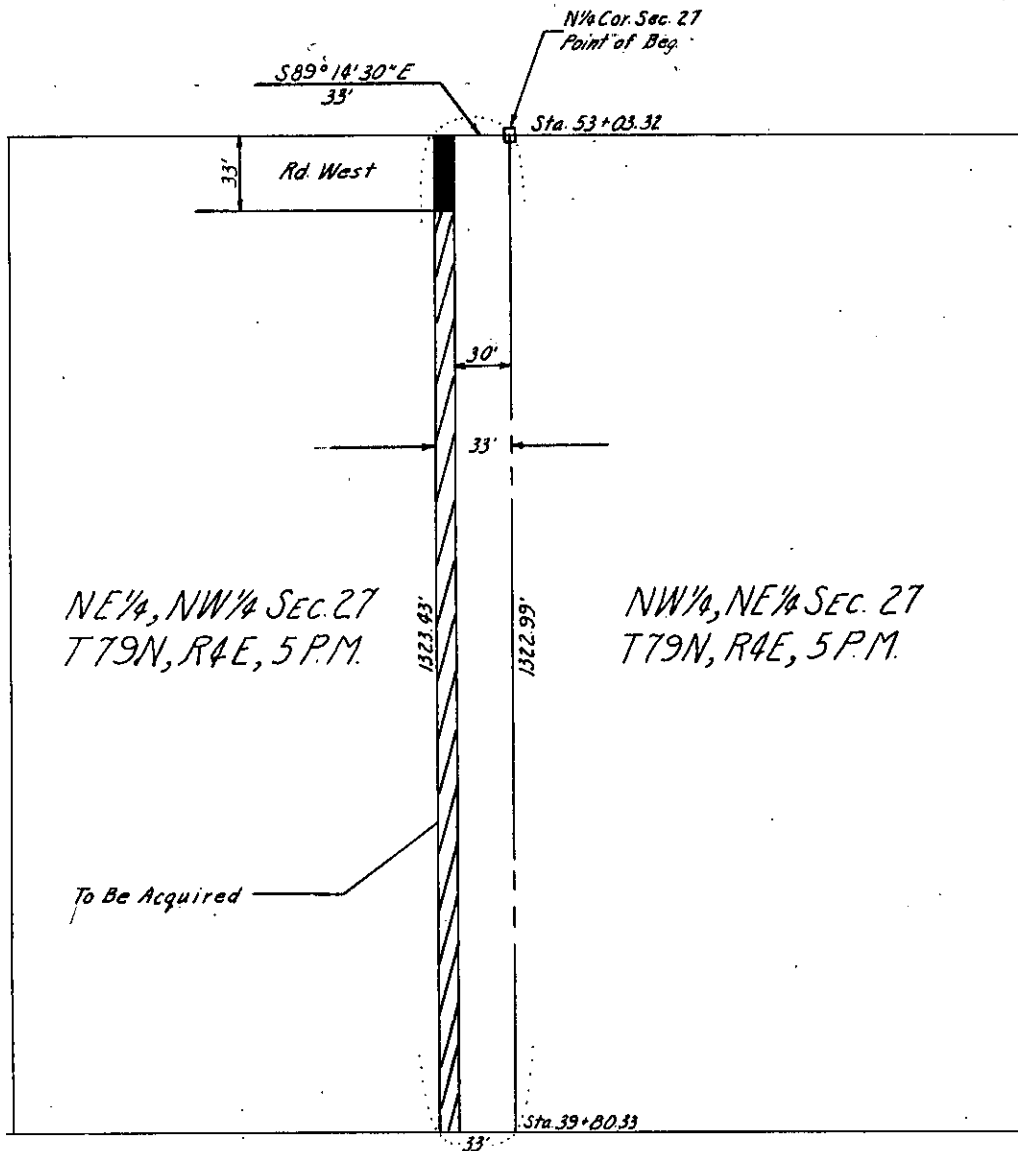 N¼ Cor. Sec. 27
Point of Beg.
S89°14'30"E
33'
Sta. 53+03.32
33'
Rd. West
30'
33'
NE¼, NW¼ SEC. 27
T79N, R4E, 5 P.M.
1323.43'
1322.99'
NW¼, NE¼ SEC. 27
T79N, R4E, 5 P.M.
To Be Acquired
Sta. 39+80.33
33'